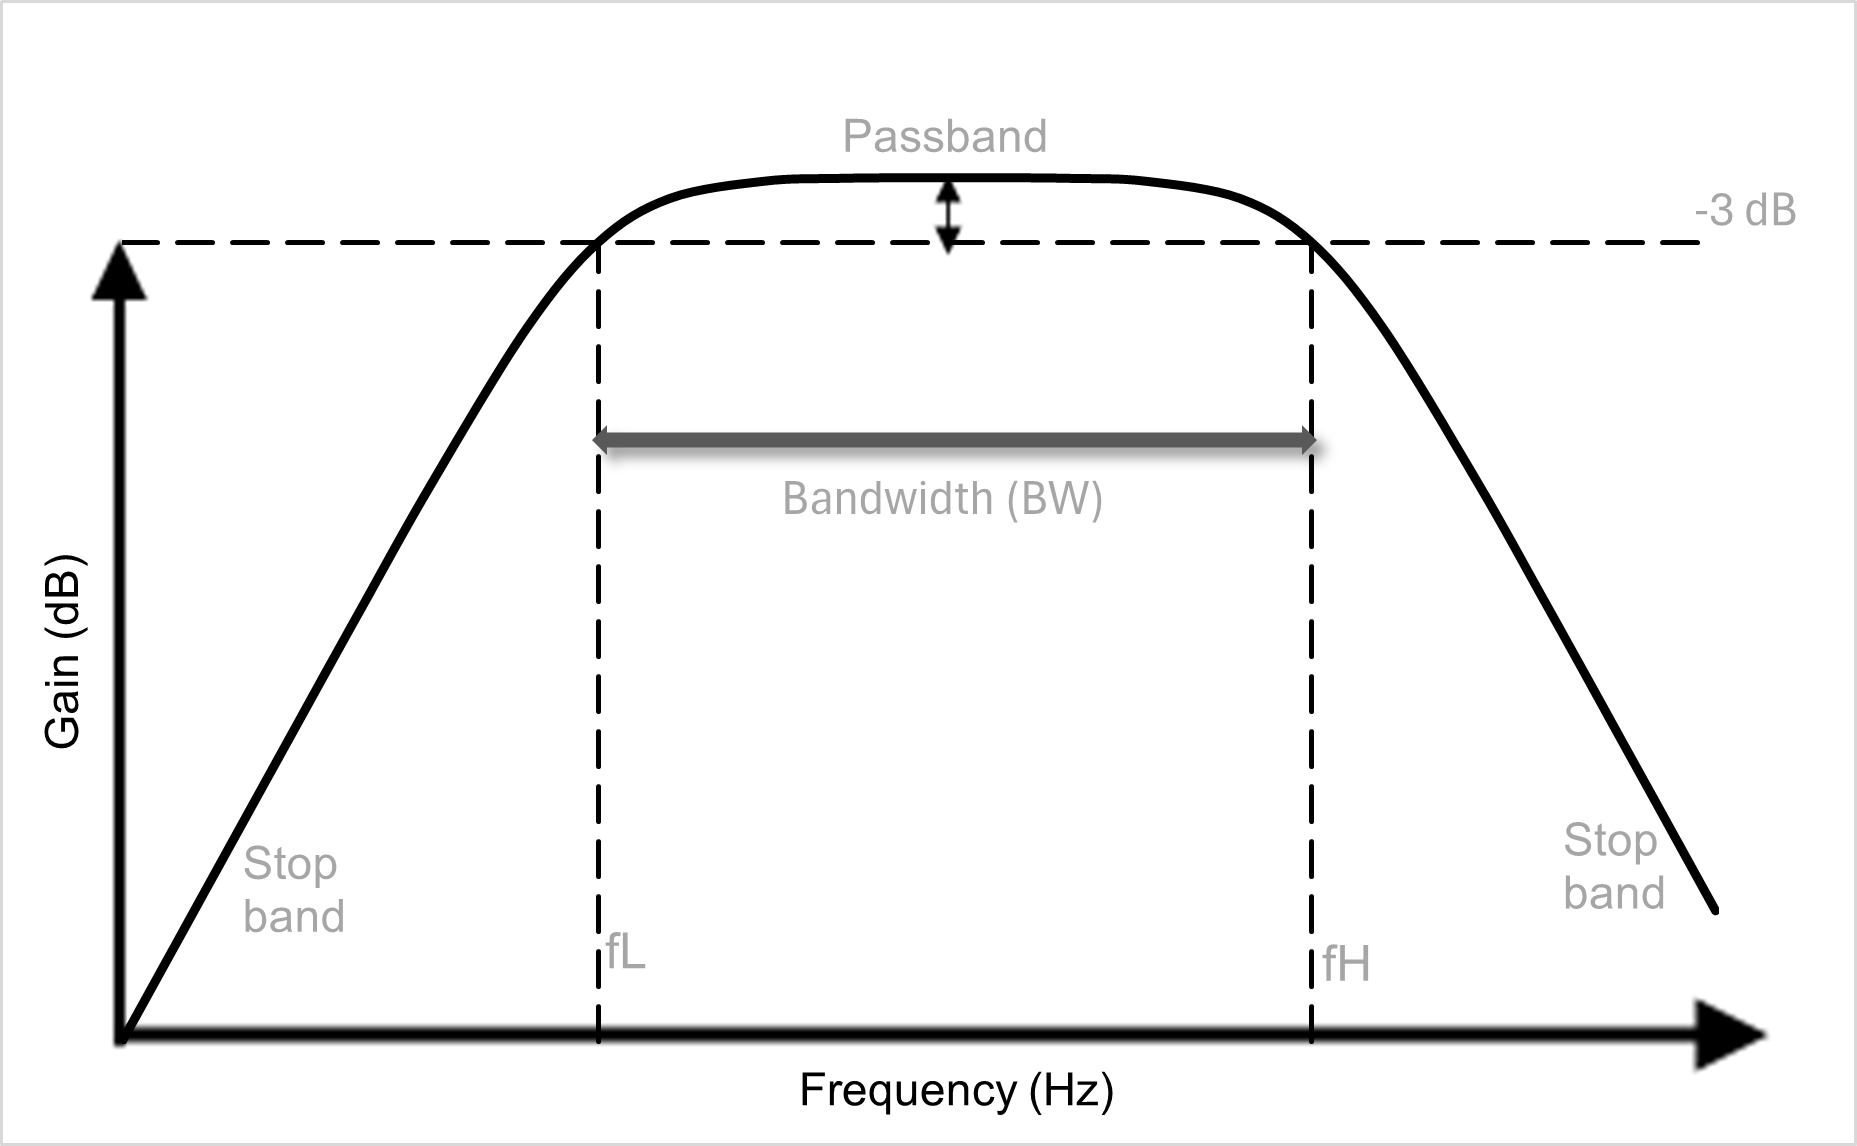 Passband
-3 dB
Bandwidth (BW)
Gain (dB)
Stop
band
Stop
band
fL
fH
Frequency (Hz)